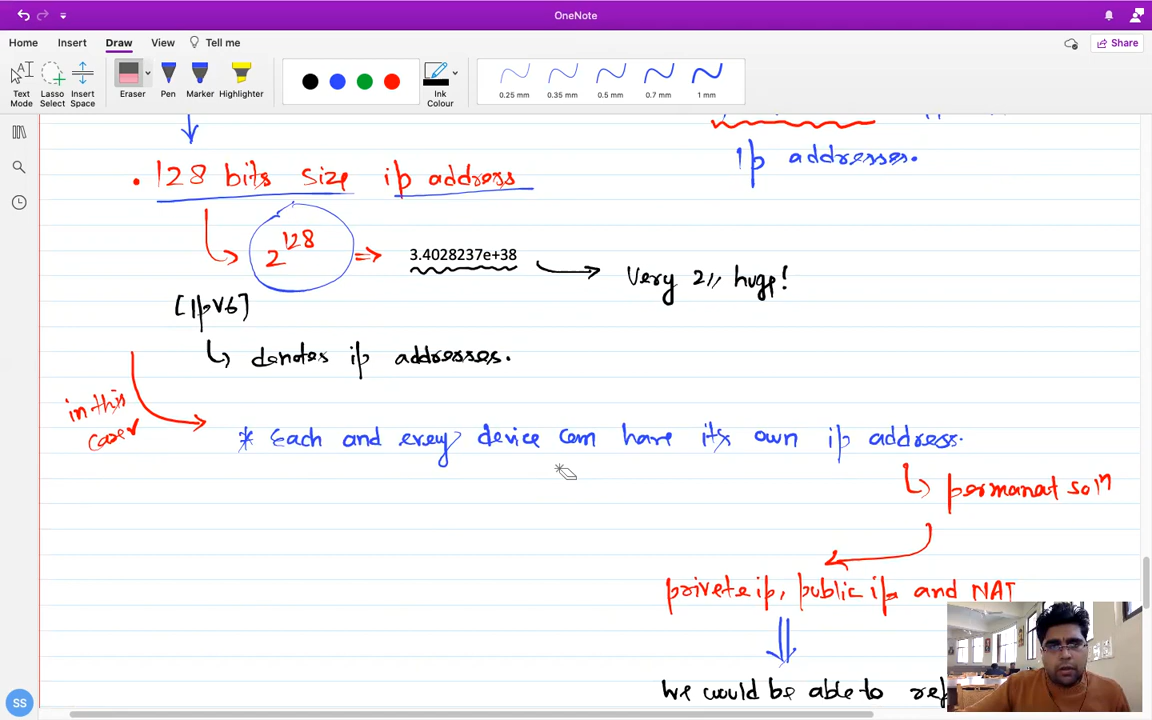 OneNote
Home Insert Draw View Tell me
Share
Text Mode
Lasso Select
Insert Space
Eraser
Pen
Marker
Highlighter
Ink Colour
0.25 mm
0.35 mm
0.5 mm
0.7 mm
1 mm
Ip addresses.
• 128 bits size ip address
2^128 ⇒ 3.4028237e+38 → Very 2 huge!
[IpV6]
↳ denotes ip addresses.
in this
case
* Each and every device can have its own ip address.
↳ permanat soln
private ip, public ip and NAT
We would be able to
SS